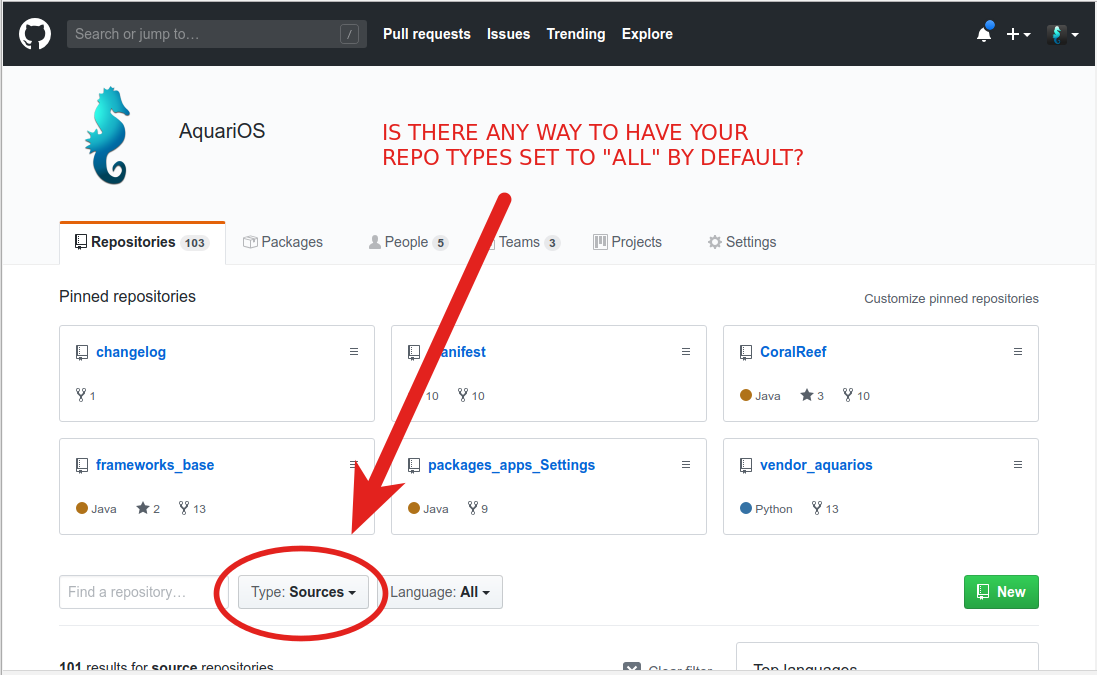 Search or jump to… /
Pull requests Issues Trending Explore
AquariOS
IS THERE ANY WAY TO HAVE YOUR
REPO TYPES SET TO "ALL" BY DEFAULT?
Repositories 103 Packages People 5 Teams 3 Projects Settings
Pinned repositories
Customize pinned repositories
changelog
1
anifest
10 10
CoralReef
Java 3 10
frameworks_base
Java 2 13
packages_apps_Settings
Java 9
vendor_aquarios
Python 13
Find a repository… Type: Sources Language: All New
101 results for source repositories Clear filter
Top languages